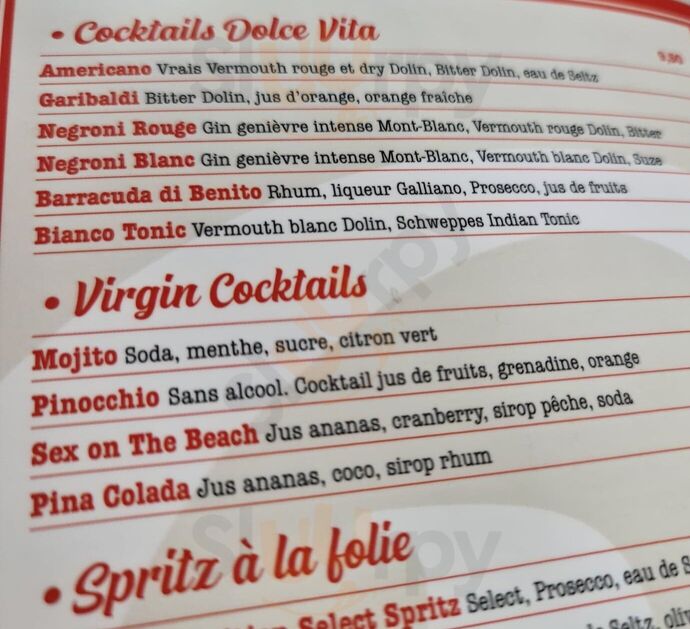 • Cocktails Dolce Vita
9,50
Americano Vrais Vermouth rouge et dry Dolin, Bitter Dolin, eau de Seltz
Garibaldi Bitter Dolin, jus d'orange, orange fraîche
Negroni Rouge Gin genièvre intense Mont-Blanc, Vermouth rouge Dolin, Bitter
Negroni Blanc Gin genièvre intense Mont-Blanc, Vermouth blanc Dolin, Suze
Barracuda di Benito Rhum, liqueur Galliano, Prosecco, jus de fruits
Bianco Tonic Vermouth blanc Dolin, Schweppes Indian Tonic
• Virgin Cocktails
Mojito Soda, menthe, sucre, citron vert
Pinocchio Sans alcool. Cocktail jus de fruits, grenadine, orange
Sex on The Beach Jus ananas, cranberry, sirop pêche, soda
Pina Colada Jus ananas, coco, sirop rhum
• Spritz à la folie
Select Spritz Select, Prosecco, eau de S
de Seltz, oliv